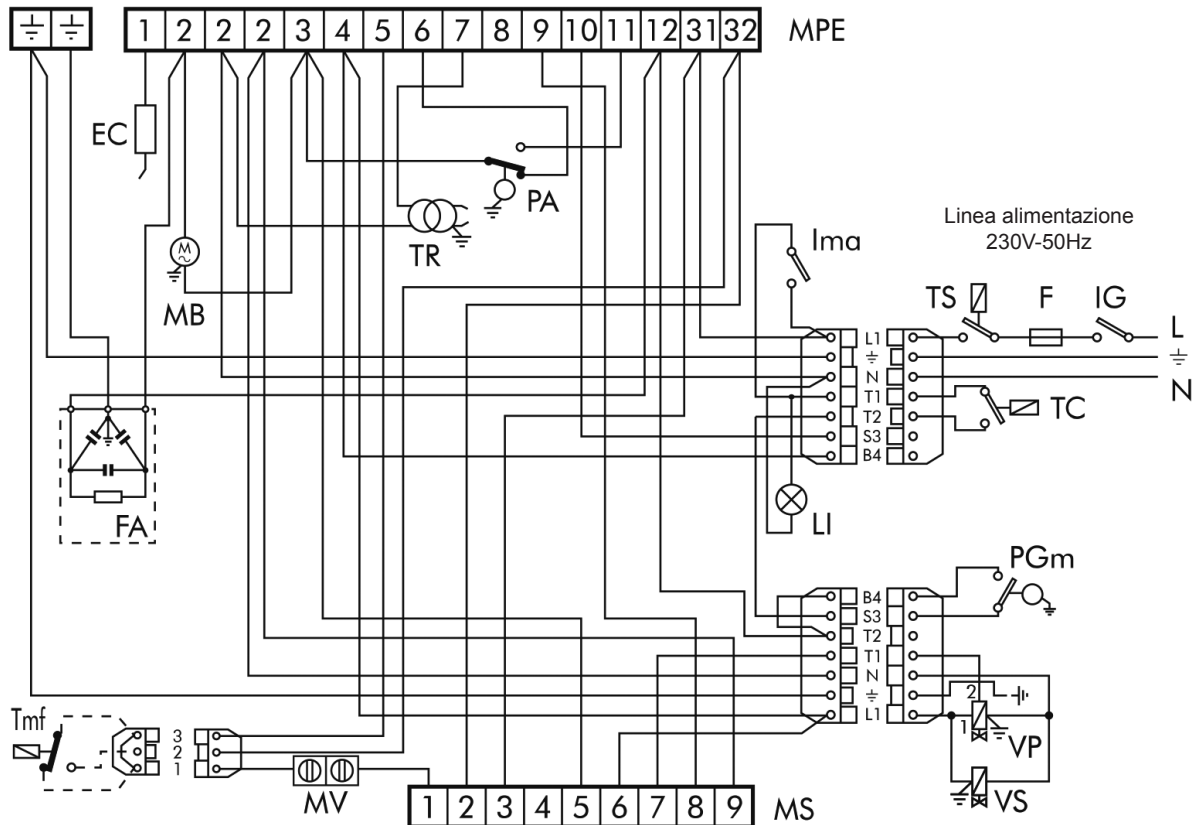 1 2 2 2 3 4 5 6 7 8 9 10 11 12 31 32 MPE
EC
PA
TR
M
MB
Ima
Linea alimentazione
230V-50Hz
TS F IG
L
N
L1
N
T1
T2
S3
B4
TC
LI
FA
PGm
B4
S3
T2
T1
N
L1
2
1
VP
VS
Tmf
3
2
1
MV
1 2 3 4 5 6 7 8 9 MS